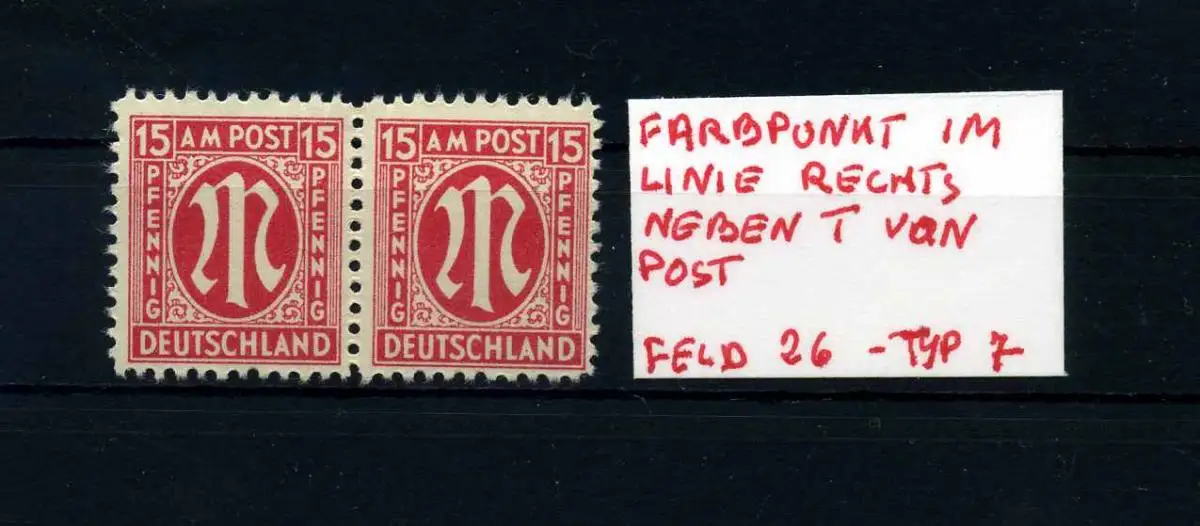 15 AM POST 15
PFENNIG
M
PFENNIG
DEUTSCHLAND
15 AM POST 15
PFENNIG
M
PFENNIG
DEUTSCHLAND
FARBPUNKT IM
LINIE RECHTS
NEBEN T VON
POST
FELD 26 - TYP 7